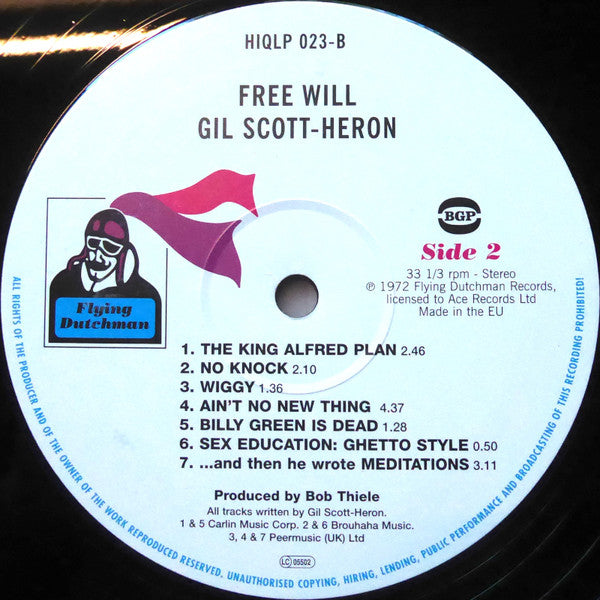 HIQLP 023-B
FREE WILL
GIL SCOTT-HERON
Flying
Dutchman
BGP
Side 2
33 1/3 rpm - Stereo
℗ 1972 Flying Dutchman Records,
licensed to Ace Records Ltd
Made in the EU
1. THE KING ALFRED PLAN 2.46
2. NO KNOCK 2.10
3. WIGGY 1.36
4. AIN'T NO NEW THING 4.37
5. BILLY GREEN IS DEAD 1.28
6. SEX EDUCATION: GHETTO STYLE 0.50
7. ...and then he wrote MEDITATIONS 3.11
Produced by Bob Thiele
All tracks written by Gil Scott-Heron.
1 & 5 Carlin Music Corp. 2 & 6 Brouhaha Music.
3, 4 & 7 Peermusic (UK) Ltd
LC 05502
ALL RIGHTS OF THE PRODUCER AND OF THE OWNER OF THE WORK REPRODUCED RESERVED. UNAUTHORISED COPYING, HIRING, LENDING, PUBLIC PERFORMANCE AND BROADCASTING OF THIS RECORDING PROHIBITED!